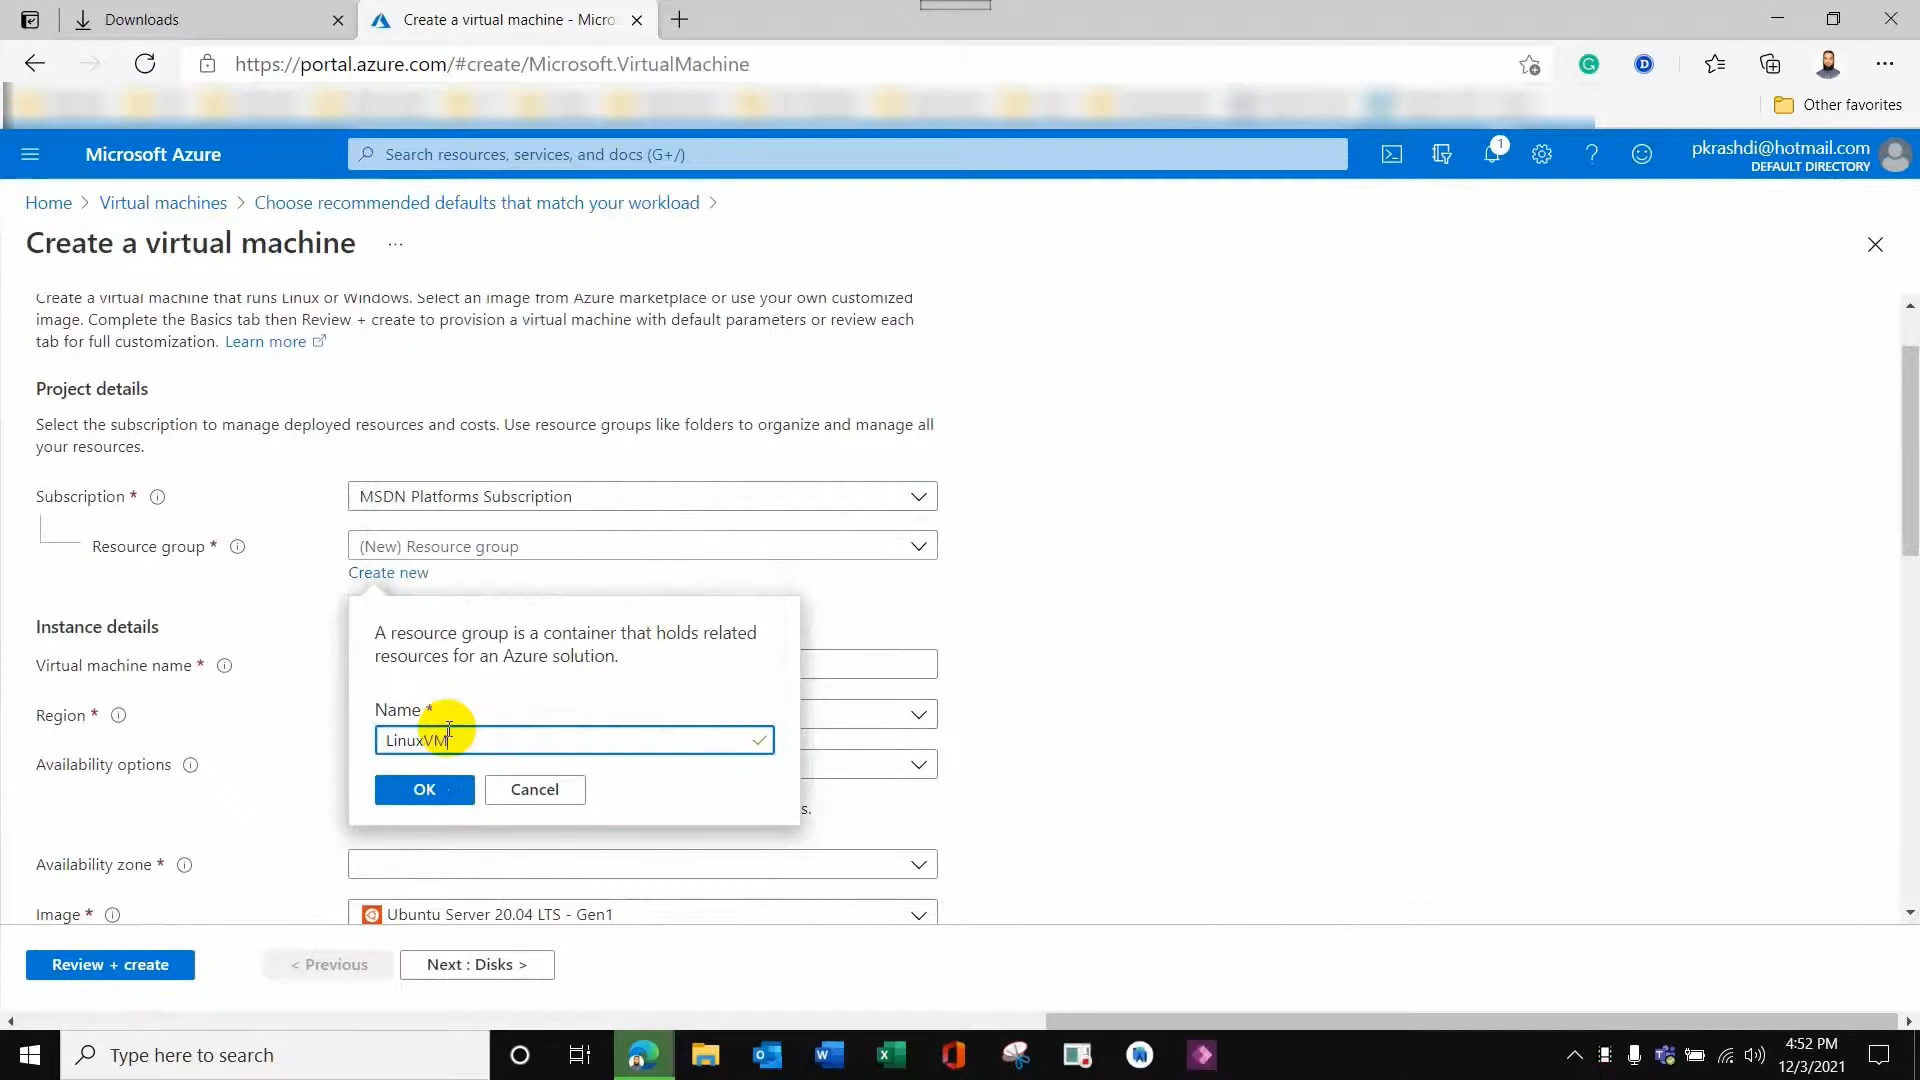 Downloads
Create a virtual machine - Micro
https://portal.azure.com/#create/Microsoft.VirtualMachine
Other favorites
Microsoft Azure
Search resources, services, and docs (G+/)
1
pkrashdi@hotmail.com
DEFAULT DIRECTORY
Home > Virtual machines > Choose recommended defaults that match your workload >
Create a virtual machine ...
Create a virtual machine that runs Linux or Windows. Select an image from Azure marketplace or use your own customized
image. Complete the Basics tab then Review + create to provision a virtual machine with default parameters or review each
tab for full customization. Learn more
Project details
Select the subscription to manage deployed resources and costs. Use resource groups like folders to organize and manage all
your resources.
Subscription *
MSDN Platforms Subscription
Resource group *
(New) Resource group
Create new
A resource group is a container that holds related
resources for an Azure solution.
Name *
LinuxVM
OK
Cancel
Instance details
Virtual machine name *
Region *
Availability options
s.
Availability zone *
Image *
Ubuntu Server 20.04 LTS - Gen1
Review + create
< Previous
Next : Disks >
Type here to search
4:52 PM
12/3/2021